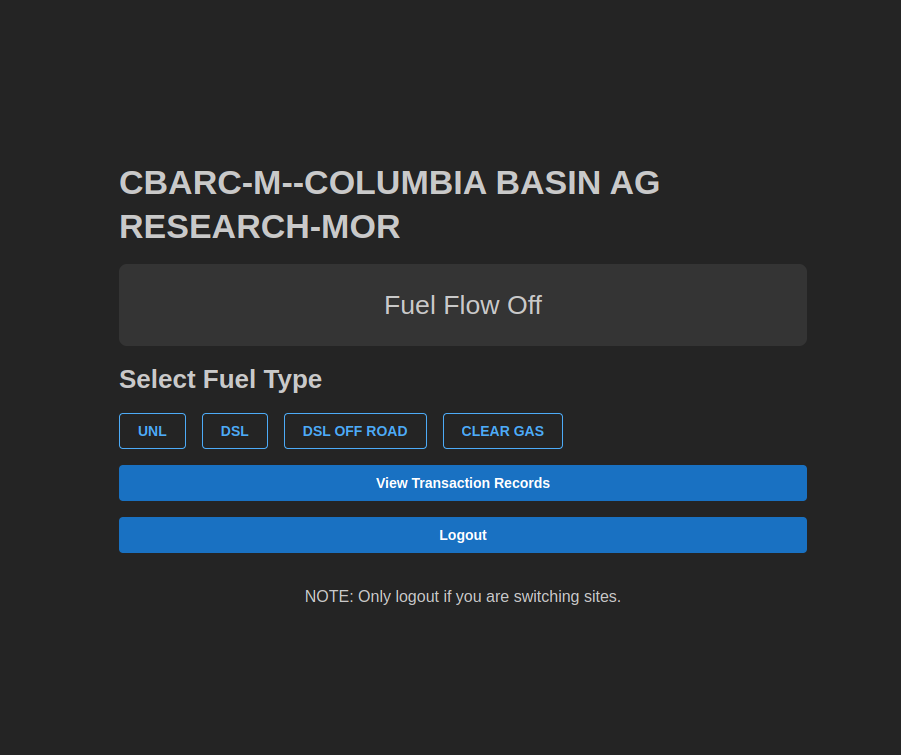 CBARC-M--COLUMBIA BASIN AG
RESEARCH-MOR
Fuel Flow Off
Select Fuel Type
UNL DSL DSL OFF ROAD CLEAR GAS
View Transaction Records
Logout
NOTE: Only logout if you are switching sites.